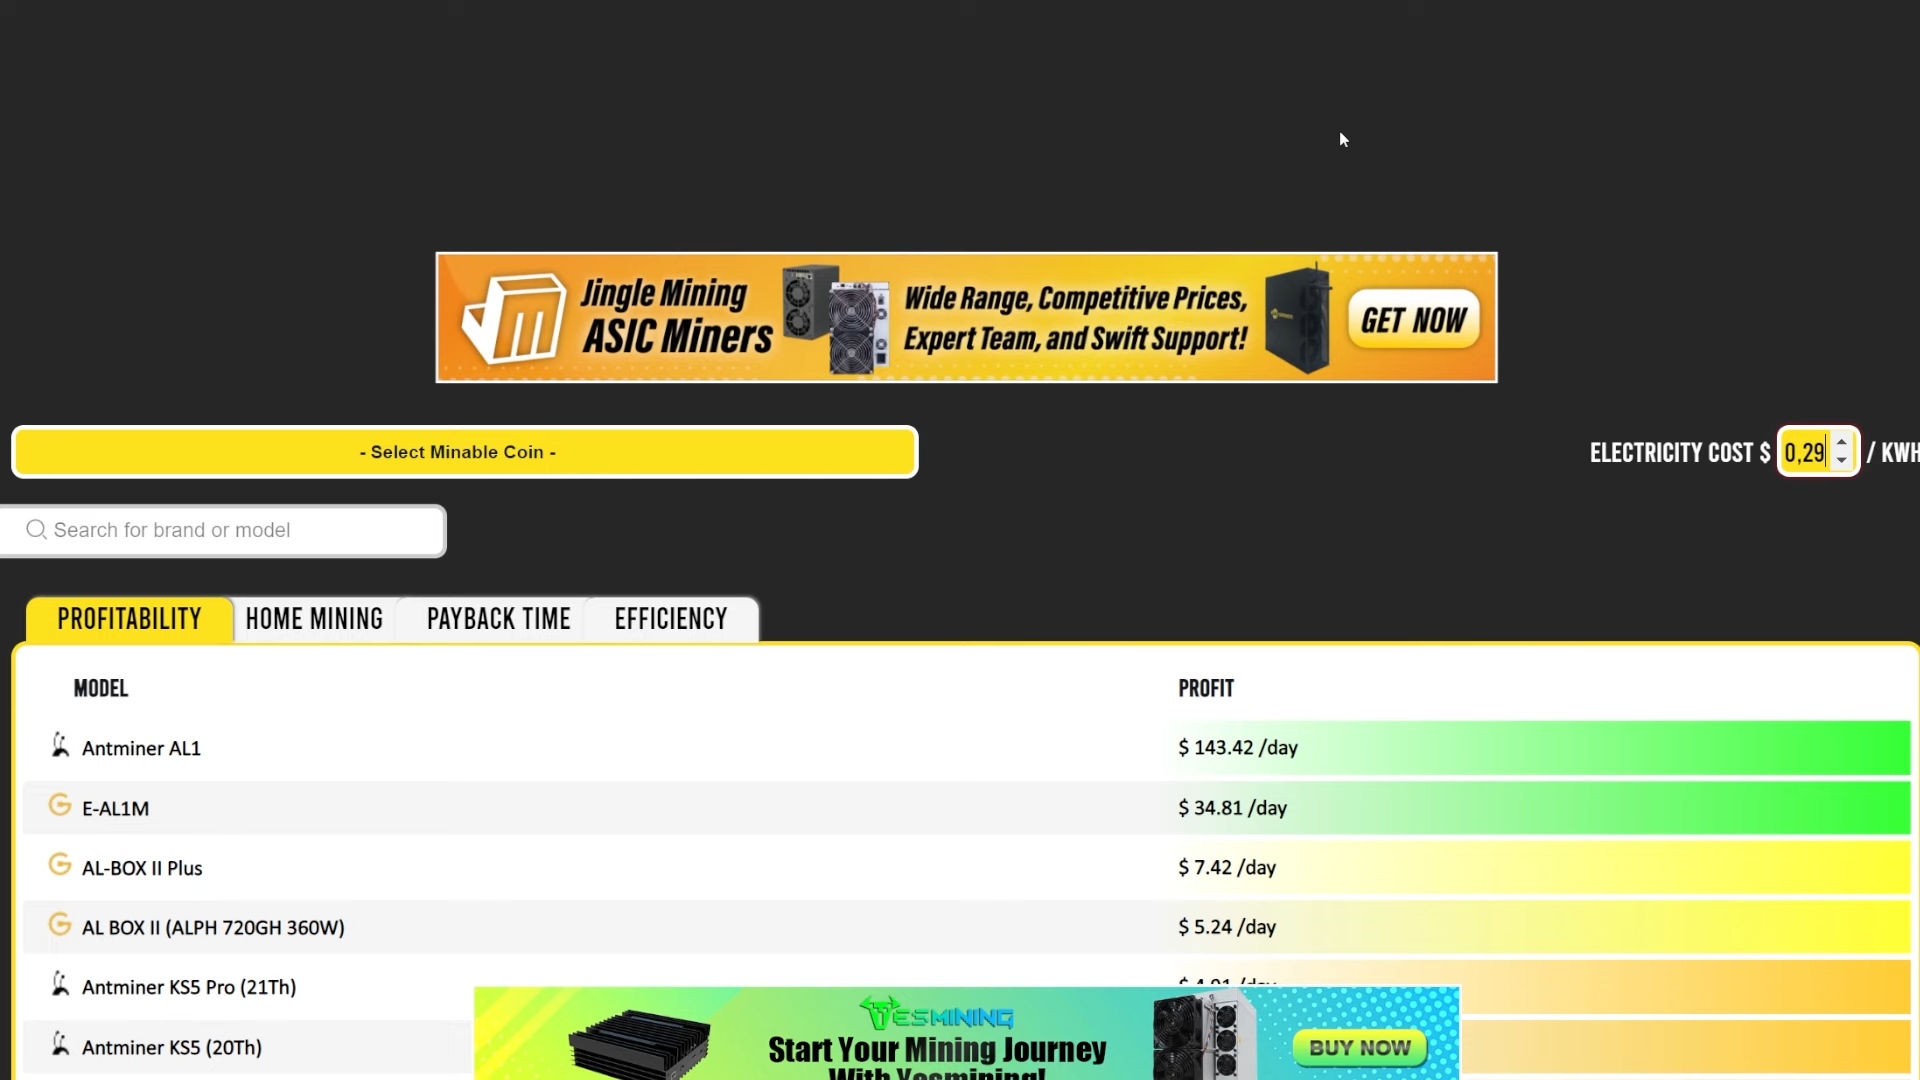 Jingle Mining
ASIC Miners
Wide Range, Competitive Prices,
Expert Team, and Swift Support!
GET NOW
- Select Minable Coin -
ELECTRICITY COST $ 0,29 / KWH
Search for brand or model
PROFITABILITY HOME MINING PAYBACK TIME EFFICIENCY
MODEL PROFIT
Antminer AL1 $ 143.42 /day
E-AL1M $ 34.81 /day
AL-BOX II Plus $ 7.42 /day
AL BOX II (ALPH 720GH 360W) $ 5.24 /day
Antminer KS5 Pro (21Th)
Antminer KS5 (20Th)
YESMINING
Start Your Mining Journey
With Yesmining!
BUY NOW